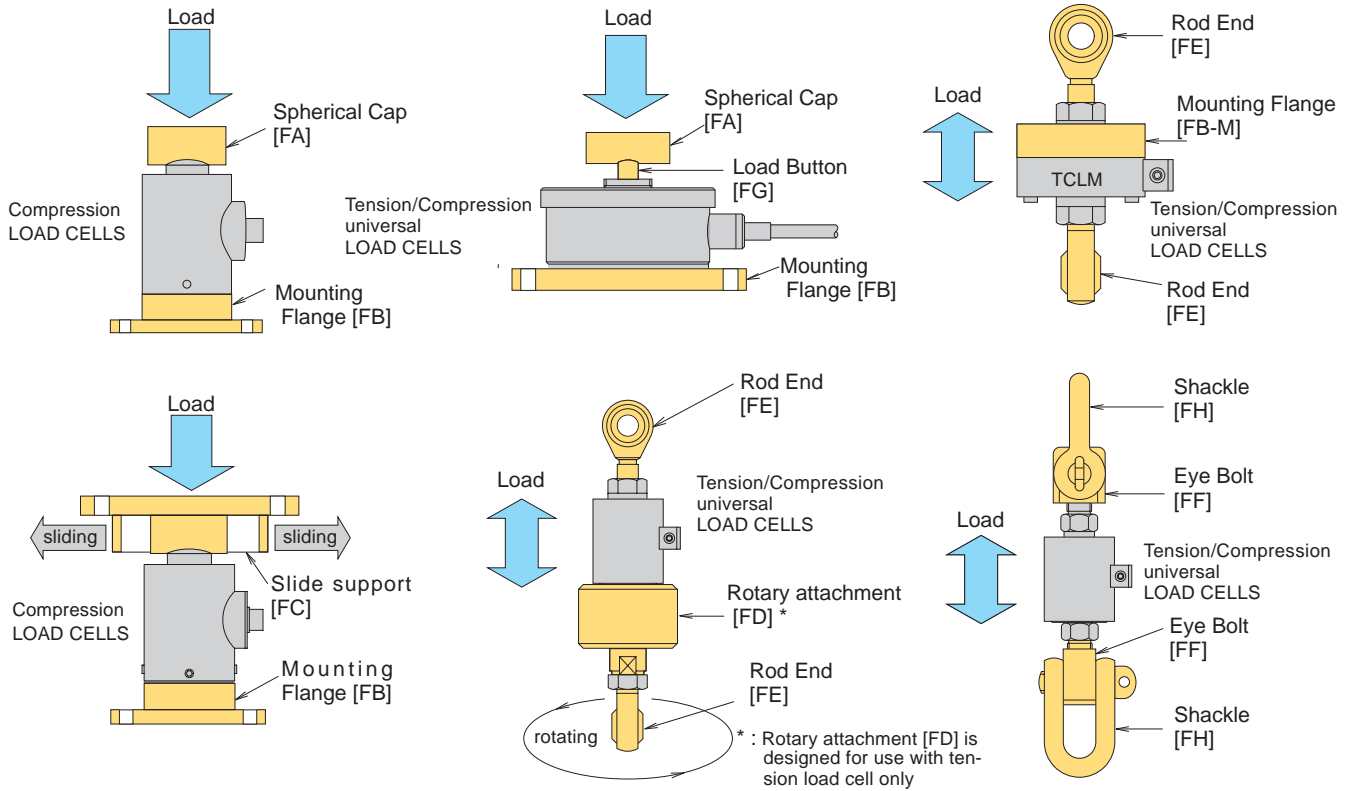 Load
Spherical Cap
[FA]
Compression
LOAD CELLS
Mounting
Flange [FB]
Load
Spherical Cap
[FA]
Load Button
[FG]
Tension/Compression
universal
LOAD CELLS
Mounting
Flange [FB]
Rod End
[FE]
Load
Mounting Flange
[FB-M]
TCLM
Tension/Compression
universal
LOAD CELLS
Rod End
[FE]
Load
sliding
sliding
Slide support
[FC]
Compression
LOAD CELLS
Mounting
Flange [FB]
Rod End
[FE]
Load
Tension/Compression
universal
LOAD CELLS
Rotary attachment
[FD] *
Rod End
[FE]
rotating
* : Rotary attachment [FD] is
designed for use with ten-
sion load cell only
Shackle
[FH]
Eye Bolt
[FF]
Load
Tension/Compression
universal
LOAD CELLS
Eye Bolt
[FF]
Shackle
[FH]